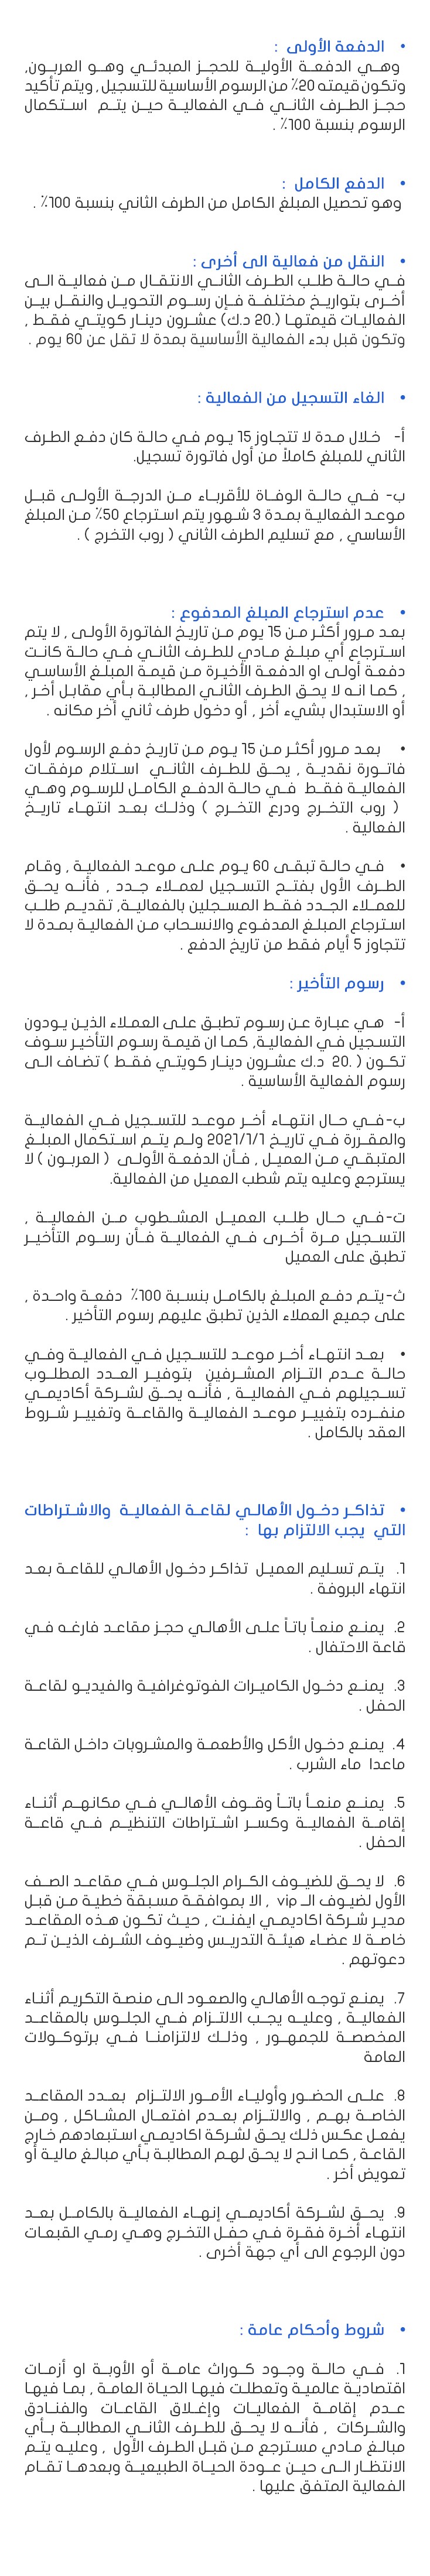 • الدفعة الأولى :
وهي الدفعة الأولية للحجز المبدئي وهو العربون,
وتكون قيمته 20٪ من الرسوم الأساسية للتسجيل , ويتم تأكيد
حجز الطرف الثاني في الفعالية حين يتم استكمال
الرسوم بنسبة 100٪ .
• الدفع الكامل :
وهو تحصيل المبلغ الكامل من الطرف الثاني بنسبة 100٪ .
• النقل من فعالية الى أخرى :
في حالة طلب الطرف الثاني الانتقال من فعالية الى
أخرى بتواريخ مختلفة فإن رسوم التحويل والنقل بين
الفعاليات قيمتها (.20 د.ك) عشرون دينار كويتي فقط ,
وتكون قبل بدء الفعالية الأساسية بمدة لا تقل عن 60 يوم .
• الغاء التسجيل من الفعالية :
أ- خلال مدة لا تتجاوز 15 يوم في حالة كان دفع الطرف
الثاني للمبلغ كاملاً من أول فاتورة تسجيل.
ب- في حالة الوفاة للأقرباء من الدرجة الأولى قبل
موعد الفعالية بمدة 3 شهور يتم استرجاع 50٪ من المبلغ
الأساسي , مع تسليم الطرف الثاني ( روب التخرج ) .
• عدم استرجاع المبلغ المدفوع :
بعد مرور أكثر من 15 يوم من تاريخ الفاتورة الأولى , لا يتم
استرجاع أي مبلغ مادي للطرف الثاني في حالة كانت
دفعة أولى او الدفعة الأخيرة من قيمة المبلغ الأساسي
, كما انه لا يحق الطرف الثاني المطالبة بأي مقابل أخر ,
أو الاستبدال بشيء أخر , أو دخول طرف ثاني أخر مكانه .
• بعد مرور أكثر من 15 يوم من تاريخ دفع الرسوم لأول
فاتورة نقدية , يحق للطرف الثاني استلام مرفقات
الفعالية فقط في حالة الدفع الكامل للرسوم وهي
( روب التخرج ودرع التخرج ) وذلك بعد انتهاء تاريخ
الفعالية .
• في حالة تبقى 60 يوم على موعد الفعالية , وقام
الطرف الأول بفتح التسجيل لعملاء جدد , فأنه يحق
للعملاء الجدد فقط المسجلين بالفعالية, تقديم طلب
استرجاع المبلغ المدفوع والانسحاب من الفعالية بمدة لا
تتجاوز 5 أيام فقط من تاريخ الدفع .
• رسوم التأخير :
أ- هي عبارة عن رسوم تطبق على العملاء الذين يودون
التسجيل في الفعالية, كما ان قيمة رسوم التأخير سوف
تكون ( .20 د.ك عشرون دينار كويتي فقط ) تضاف الى
رسوم الفعالية الأساسية .
ب-في حال انتهاء أخر موعد للتسجيل في الفعالية
والمقررة في تاريخ 2021/1/1 ولم يتم استكمال المبلغ
المتبقي من العميل , فأن الدفعة الأولى ( العربون ) لا
يسترجع وعليه يتم شطب العميل من الفعالية.
ت-في حال طلب العميل المشطوب من الفعالية ,
التسجيل مرة أخرى في الفعالية فأن رسوم التأخير
تطبق على العميل
ث-يتم دفع المبلغ بالكامل بنسبة 100٪ دفعة واحدة ,
على جميع العملاء الذين تطبق عليهم رسوم التأخير .
• بعد انتهاء أخر موعد للتسجيل في الفعالية وفي
حالة عدم التزام المشرفين بتوفير العدد المطلوب
تسجيلهم في الفعالية , فأنه يحق لشركة أكاديمي
منفرده بتغيير موعد الفعالية والقاعة وتغيير شروط
العقد بالكامل .
• تذاكر دخول الأهالي لقاعة الفعالية والاشتراطات
التي يجب الالتزام بها :
1. يتم تسليم العميل تذاكر دخول الأهالي للقاعة بعد
انتهاء البروفة .
2. يمنع منعاً باتاً على الأهالي حجز مقاعد فارغه في
قاعة الاحتفال .
3. يمنع دخول الكاميرات الفوتوغرافية والفيديو لقاعة
الحفل .
4. يمنع دخول الأكل والأطعمة والمشروبات داخل القاعة
ماعدا ماء الشرب .
5. يمنع منعاً باتاً وقوف الأهالي في مكانهم أثناء
إقامة الفعالية وكسر اشتراطات التنظيم في قاعة
الحفل .
6. لا يحق للضيوف الكرام الجلوس في مقاعد الصف
الأول لضيوف الـ vip , الا بموافقة مسبقة خطية من قبل
مدير شركة اكاديمي ايفنت , حيث تكون هذه المقاعد
خاصة لا عضاء هيئة التدريس وضيوف الشرف الذين تم
دعوتهم .
7. يمنع توجه الأهالي والصعود الى منصة التكريم أثناء
الفعالية , وعليه يجب الالتزام في الجلوس بالمقاعد
المخصصة للجمهور , وذلك لالتزامنا في برتوكولات
العامة
8. على الحضور وأولياء الأمور الالتزام بعدد المقاعد
الخاصة بهم , والالتزام بعدم افتعال المشاكل , ومن
يفعل عكس ذلك يحق لشركة اكاديمي استبعادهم خارج
القاعة , كما انح لا يحق لهم المطالبة بأي مبالغ مالية أو
تعويض أخر .
9. يحق لشركة أكاديمي إنهاء الفعالية بالكامل بعد
انتهاء أخرة فقرة في حفل التخرج وهي رمي القبعات
دون الرجوع الى أي جهة أخرى .
• شروط وأحكام عامة :
1. في حالة وجود كوراث عامة أو الأوبة او أزمات
اقتصادية عالمية وتعطلت فيها الحياة العامة , بما فيها
عدم إقامة الفعاليات وإغلاق القاعات والفنادق
والشركات , فأنه لا يحق للطرف الثاني المطالبة بأي
مبالغ مادي مسترجع من قبل الطرف الأول , وعليه يتم
الانتظار الى حين عودة الحياة الطبيعية وبعدها تقام
الفعالية المتفق عليها .